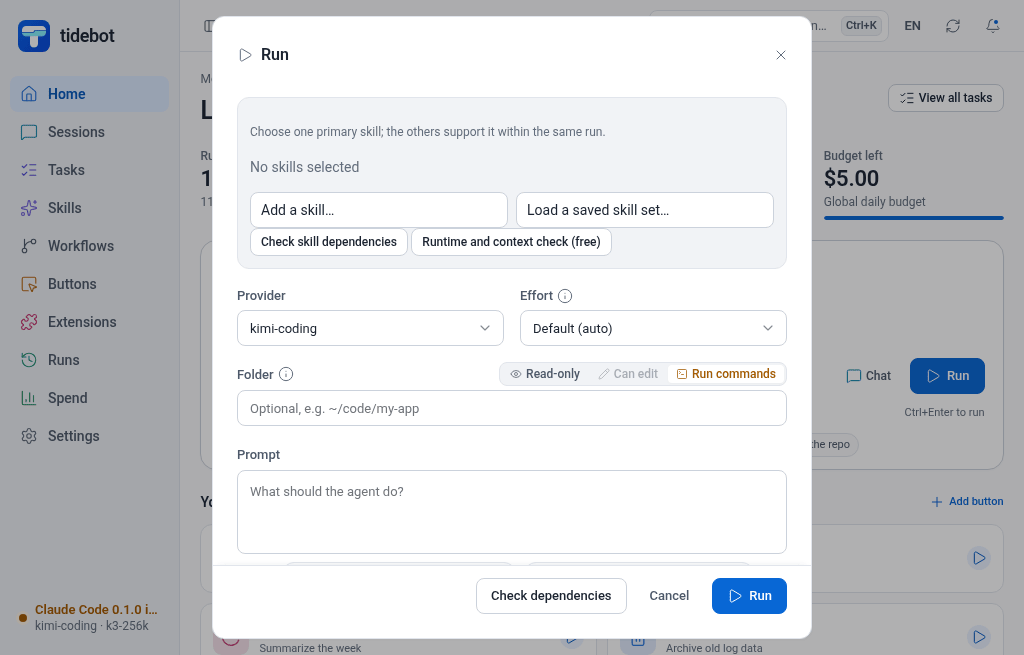 tidebot
Home
Sessions
Tasks
Skills
Workflows
Buttons
Extensions
Runs
Spend
Settings
Claude Code 0.1.0 i...
kimi-coding · k3-256k
n...
Ctrl+K
EN
View all tasks
Budget left
$5.00
Global daily budget
Chat
Run
Ctrl+Enter to run
the repo
Add button
Summarize the week
Archive old log data
Run
Choose one primary skill; the others support it within the same run.
No skills selected
Add a skill...
Load a saved skill set...
Check skill dependencies
Runtime and context check (free)
Provider
Effort
kimi-coding
Default (auto)
Folder
Read-only
Can edit
Run commands
Optional, e.g. ~/code/my-app
Prompt
What should the agent do?
Check dependencies
Cancel
Run